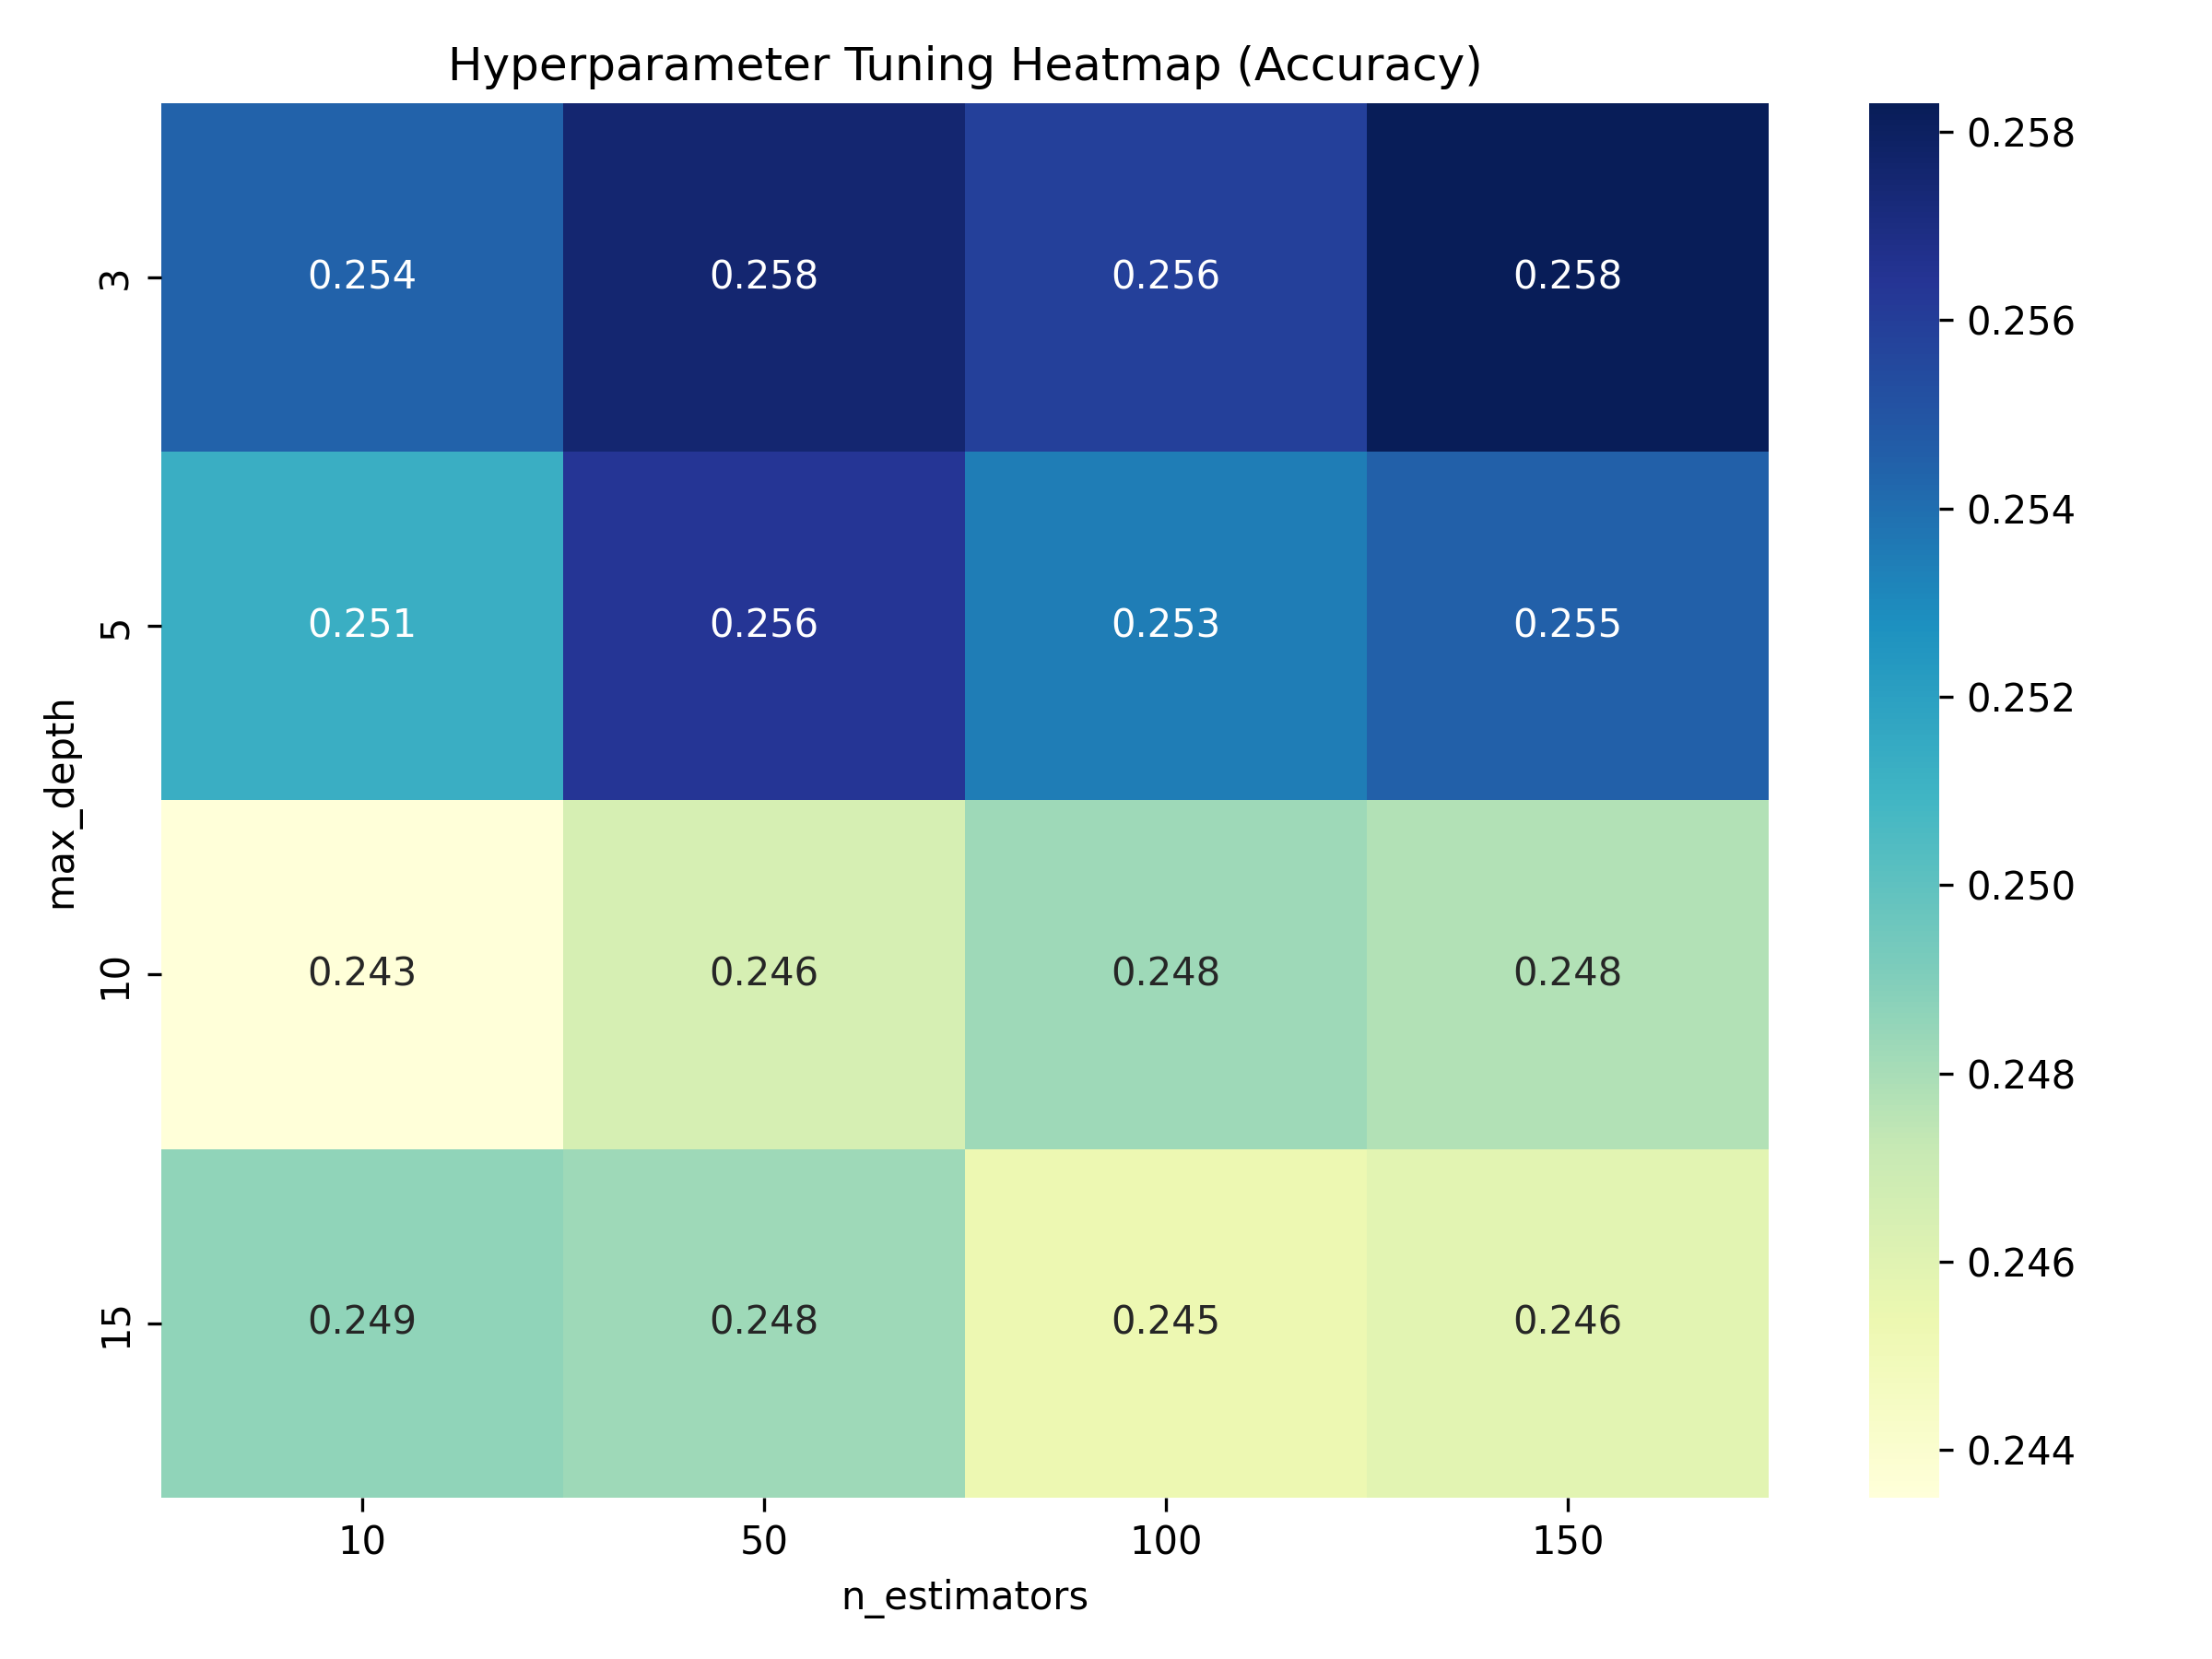 Hyperparameter Tuning Heatmap (Accuracy)
max_depth
3 0.254 0.258 0.256 0.258
5 0.251 0.256 0.253 0.255
10 0.243 0.246 0.248 0.248
15 0.249 0.248 0.245 0.246
10 50 100 150
n_estimators
0.258
0.256
0.254
0.252
0.250
0.248
0.246
0.244